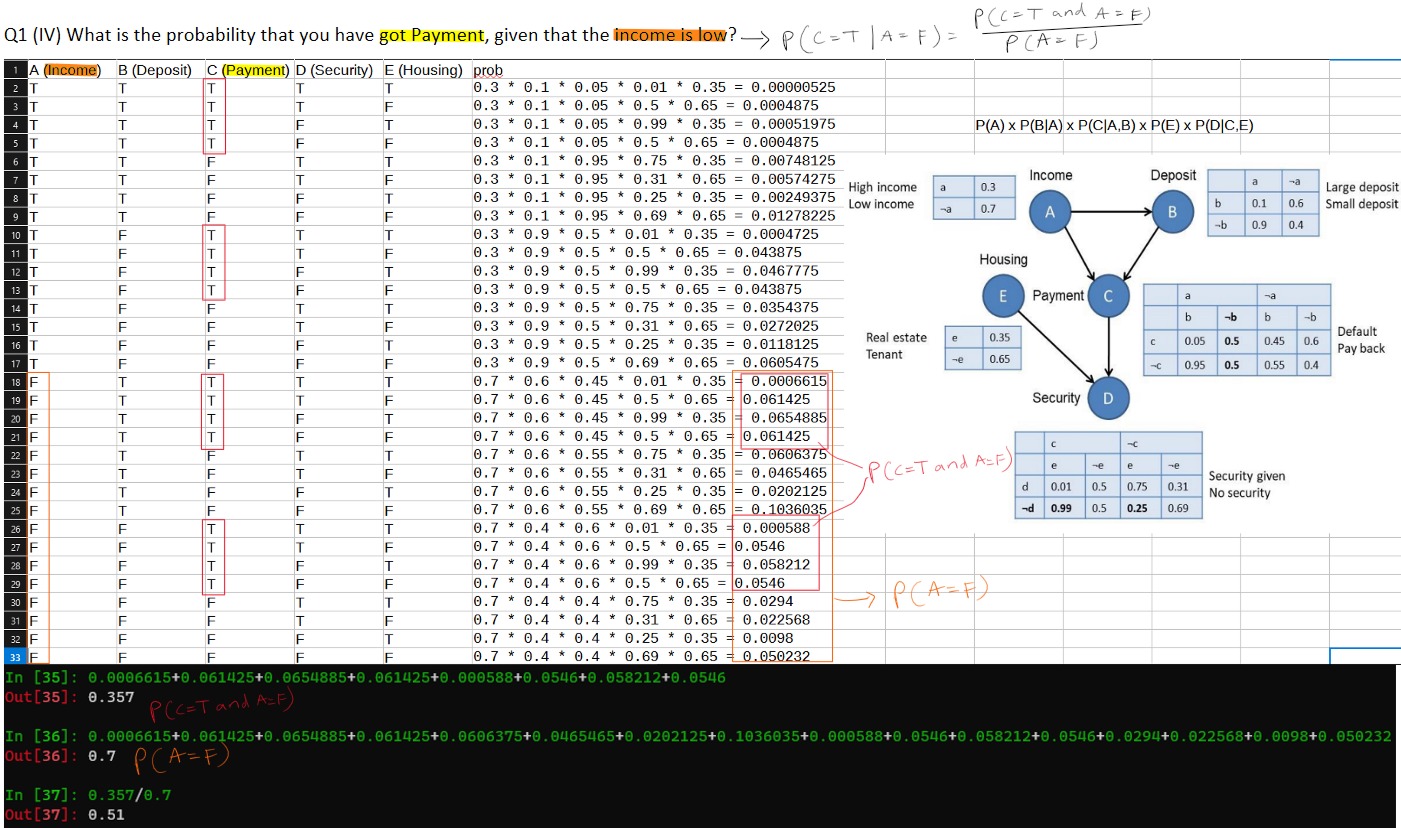 Q1 (IV) What is the probability that you have got Payment, given that the income is low? → P(C=T | A=F) = P(C=T and A=F) / P(A=F)
1 A (Income) B (Deposit) C (Payment) D (Security) E (Housing) prob
2 T T T T T 0.3 * 0.1 * 0.05 * 0.01 * 0.35 = 0.00000525
3 T T T T F 0.3 * 0.1 * 0.05 * 0.5 * 0.65 = 0.0004875
4 T T T F T 0.3 * 0.1 * 0.05 * 0.99 * 0.35 = 0.00051975
5 T T T F F 0.3 * 0.1 * 0.05 * 0.5 * 0.65 = 0.0004875
6 T T F T T 0.3 * 0.1 * 0.95 * 0.75 * 0.35 = 0.00748125
7 T T F T F 0.3 * 0.1 * 0.95 * 0.31 * 0.65 = 0.00574275
8 T T F F T 0.3 * 0.1 * 0.95 * 0.25 * 0.35 = 0.00249375
9 T T F F F 0.3 * 0.1 * 0.95 * 0.69 * 0.65 = 0.01278225
10 T F T T T 0.3 * 0.9 * 0.5 * 0.01 * 0.35 = 0.0004725
11 T F T T F 0.3 * 0.9 * 0.5 * 0.5 * 0.65 = 0.043875
12 T F T F T 0.3 * 0.9 * 0.5 * 0.99 * 0.35 = 0.0467775
13 T F T F F 0.3 * 0.9 * 0.5 * 0.5 * 0.65 = 0.043875
14 T F F T T 0.3 * 0.9 * 0.5 * 0.75 * 0.35 = 0.0354375
15 T F F T F 0.3 * 0.9 * 0.5 * 0.31 * 0.65 = 0.0272025
16 T F F F T 0.3 * 0.9 * 0.5 * 0.25 * 0.35 = 0.0118125
17 T F F F F 0.3 * 0.9 * 0.5 * 0.69 * 0.65 = 0.0605475
18 F T T T T 0.7 * 0.6 * 0.45 * 0.01 * 0.35 = 0.0006615
19 F T T T F 0.7 * 0.6 * 0.45 * 0.5 * 0.65 = 0.061425
20 F T T F T 0.7 * 0.6 * 0.45 * 0.99 * 0.35 = 0.0654885
21 F T T F F 0.7 * 0.6 * 0.45 * 0.5 * 0.65 = 0.061425
22 F T F T T 0.7 * 0.6 * 0.55 * 0.75 * 0.35 = 0.0606375
23 F T F T F 0.7 * 0.6 * 0.55 * 0.31 * 0.65 = 0.0465465
24 F T F F T 0.7 * 0.6 * 0.55 * 0.25 * 0.35 = 0.0202125
25 F T F F F 0.7 * 0.6 * 0.55 * 0.69 * 0.65 = 0.1036035
26 F F T T T 0.7 * 0.4 * 0.6 * 0.01 * 0.35 = 0.000588
27 F F T T F 0.7 * 0.4 * 0.6 * 0.5 * 0.65 = 0.0546
28 F F T F T 0.7 * 0.4 * 0.6 * 0.99 * 0.35 = 0.058212
29 F F T F F 0.7 * 0.4 * 0.6 * 0.5 * 0.65 = 0.0546
30 F F F T T 0.7 * 0.4 * 0.4 * 0.75 * 0.35 = 0.0294
31 F F F T F 0.7 * 0.4 * 0.4 * 0.31 * 0.65 = 0.022568
32 F F F F T 0.7 * 0.4 * 0.4 * 0.25 * 0.35 = 0.0098
33 F F F F F 0.7 * 0.4 * 0.4 * 0.69 * 0.65 = 0.050232
P(C=T and A=F)
P(A=F)
P(A) x P(B|A) x P(C|A,B) x P(E) x P(D|C,E)
Income
Deposit
High income a 0.3
Low income ¬a 0.7
A
B
a ¬a
b 0.1 0.6 Large deposit
¬b 0.9 0.4 Small deposit
Housing
E
Payment
C
Real estate e 0.35
Tenant ¬e 0.65
a ¬a
b ¬b b ¬b
c 0.05 0.5 0.45 0.6 Default
¬c 0.95 0.5 0.55 0.4 Pay back
Security
D
c ¬c
e ¬e e ¬e
d 0.01 0.5 0.75 0.31 Security given
¬d 0.99 0.5 0.25 0.69 No security
In [35]: 0.0006615+0.061425+0.0654885+0.061425+0.000588+0.0546+0.058212+0.0546
Out[35]: 0.357 P(C=T and A=F)
In [36]: 0.0006615+0.061425+0.0654885+0.061425+0.0606375+0.0465465+0.0202125+0.1036035+0.000588+0.0546+0.058212+0.0546+0.0294+0.022568+0.0098+0.050232
Out[36]: 0.7 P(A=F)
In [37]: 0.357/0.7
Out[37]: 0.51